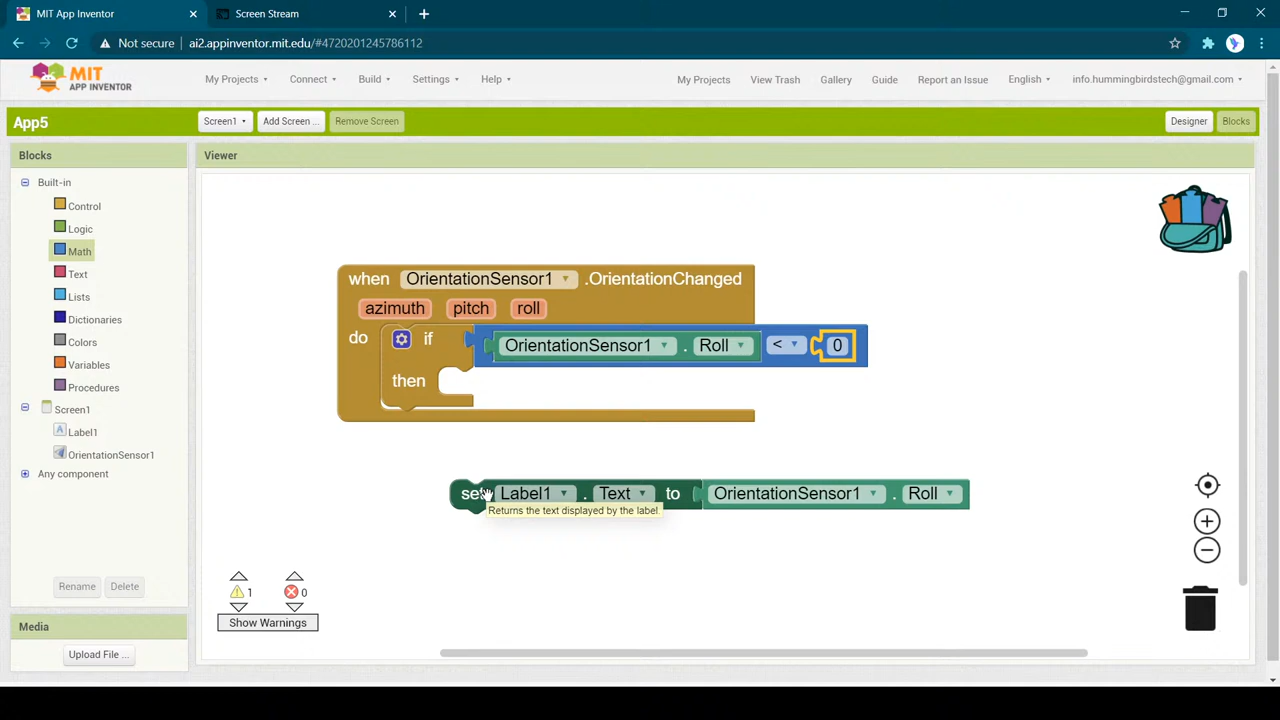 MIT App Inventor
Screen Stream
Not secure
ai2.appinventor.mit.edu/#4720201245786112
MIT
APP INVENTOR
My Projects
Connect
Build
Settings
Help
My Projects
View Trash
Gallery
Guide
Report an Issue
English
info.hummingbirdstech@gmail.com
App5
Screen1
Add Screen ...
Remove Screen
Designer
Blocks
Blocks
Viewer
Built-in
Control
Logic
Math
Text
Lists
Dictionaries
Colors
Variables
Procedures
Screen1
Label1
OrientationSensor1
Any component
Rename
Delete
Media
Upload File ...
when OrientationSensor1 .OrientationChanged
azimuth pitch roll
do if OrientationSensor1 . Roll < 0
then
set Label1 . Text to OrientationSensor1 . Roll
Returns the text displayed by the label.
1
0
Show Warnings